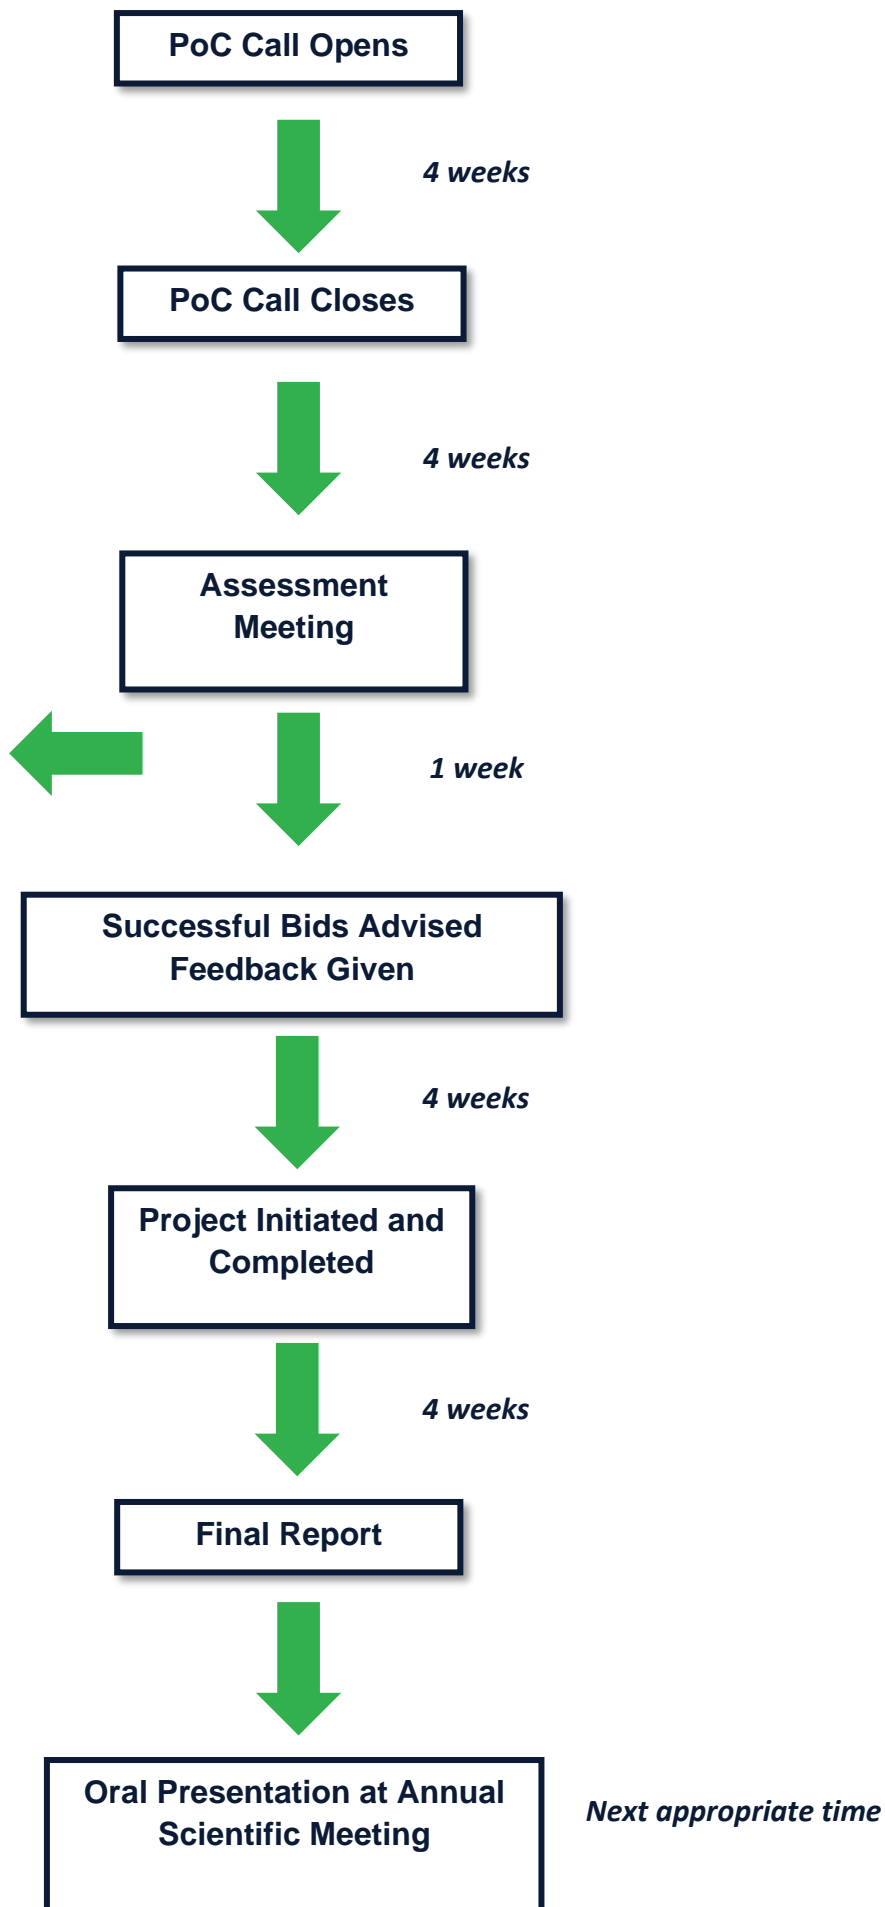 PoC Call Opens
4 weeks
PoC Call Closes
4 weeks
Assessment
Meeting
1 week
Successful Bids Advised
Feedback Given
4 weeks
Project Initiated and
Completed
4 weeks
Final Report
Oral Presentation at Annual
Scientific Meeting
Next appropriate time